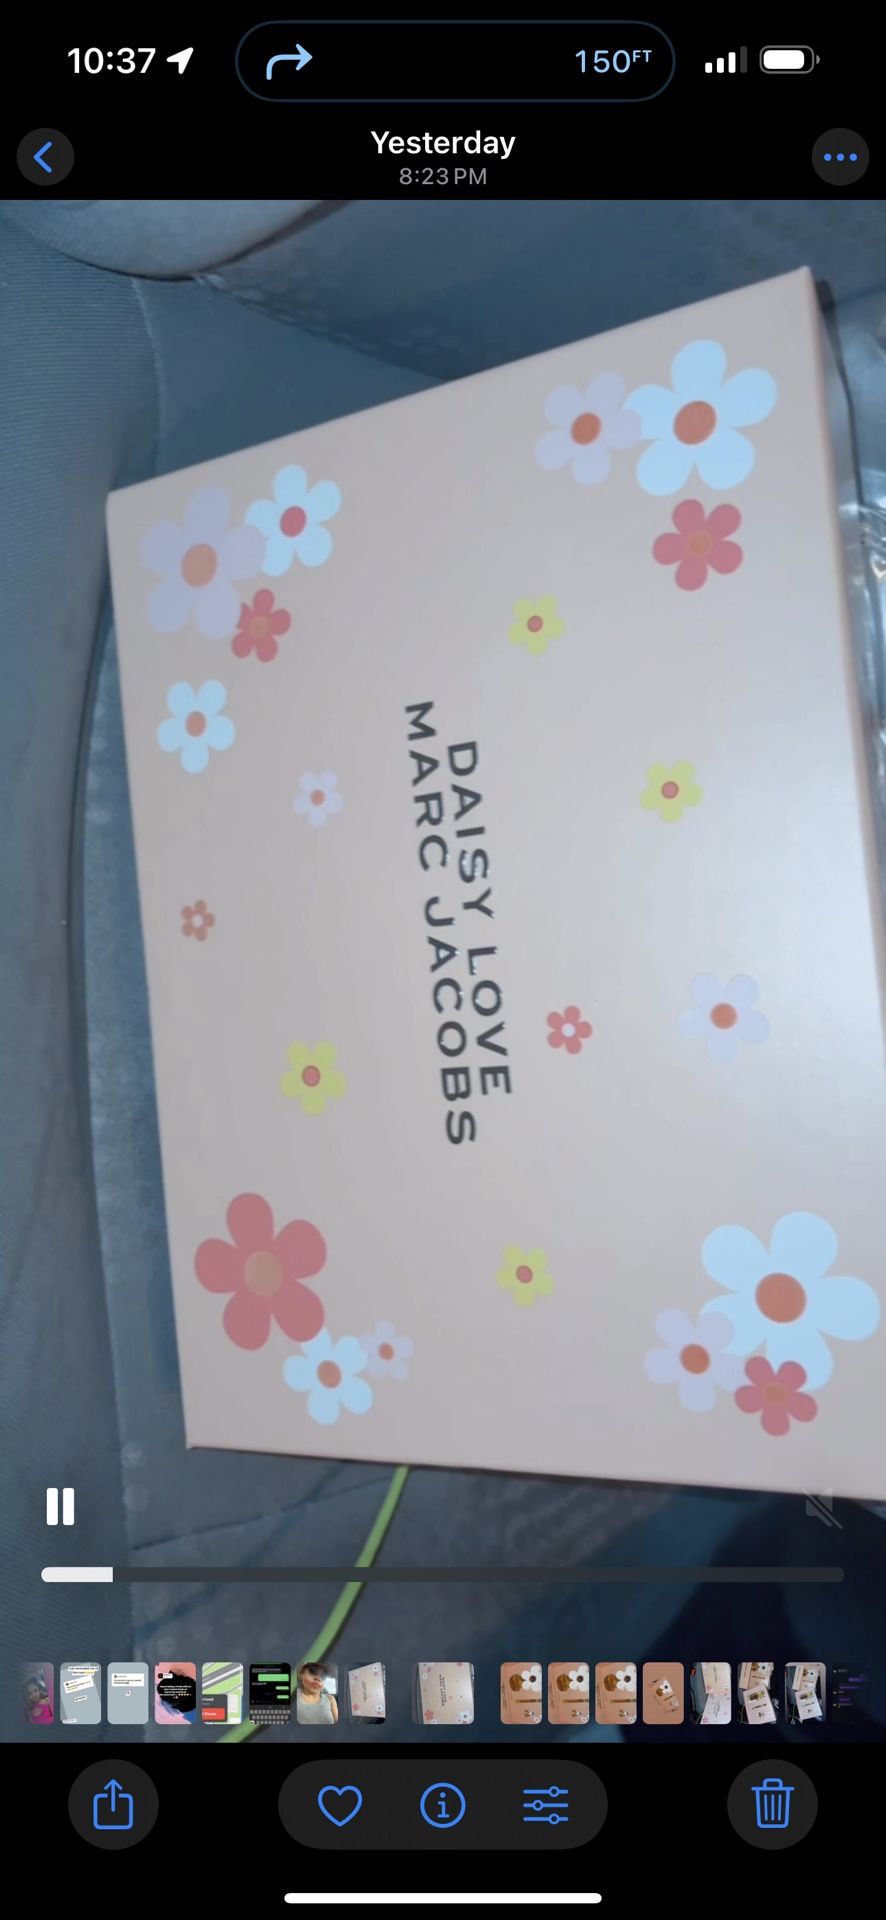 10:37
150FT
Yesterday
8:23 PM
DAISY LOVE
MARC JACOBS